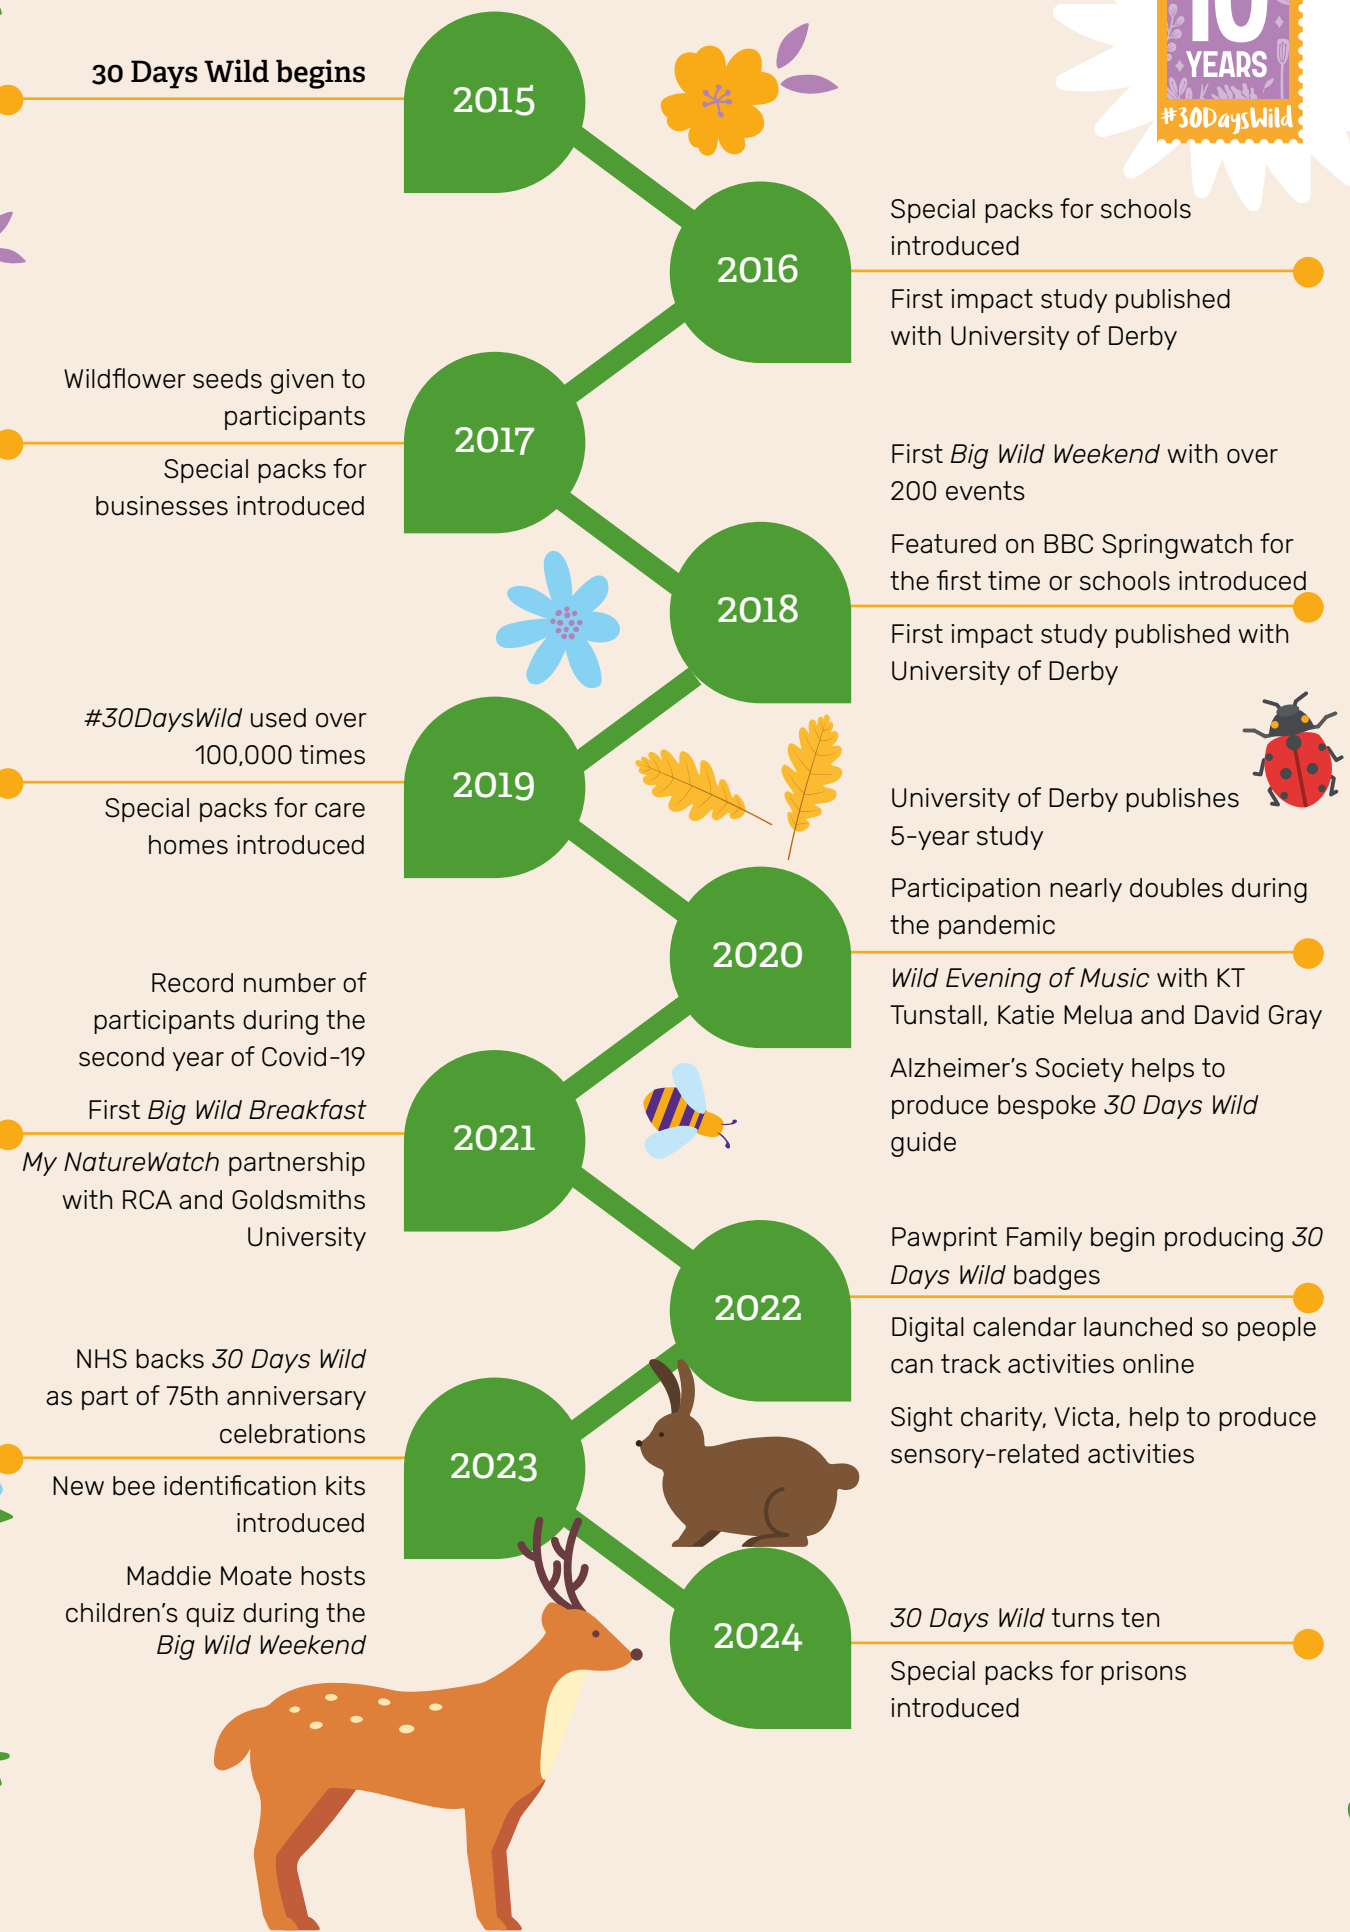 30 Days Wild begins
2015
10
YEARS
#30DaysWild
2016
Special packs for schools
introduced
First impact study published
with University of Derby
Wildflower seeds given to
participants
Special packs for
businesses introduced
2017
2018
First Big Wild Weekend with over
200 events
Featured on BBC Springwatch for
the first time or schools introduced
First impact study published with
University of Derby
#30DaysWild used over
100,000 times
Special packs for care
homes introduced
2019
2020
University of Derby publishes
5-year study
Participation nearly doubles during
the pandemic
Wild Evening of Music with KT
Tunstall, Katie Melua and David Gray
Alzheimer's Society helps to
produce bespoke 30 Days Wild
guide
Record number of
participants during the
second year of Covid-19
First Big Wild Breakfast
My NatureWatch partnership
with RCA and Goldsmiths
University
2021
2022
Pawprint Family begin producing 30
Days Wild badges
Digital calendar launched so people
can track activities online
Sight charity, Victa, help to produce
sensory-related activities
NHS backs 30 Days Wild
as part of 75th anniversary
celebrations
New bee identification kits
introduced
Maddie Moate hosts
children's quiz during the
Big Wild Weekend
2023
2024
30 Days Wild turns ten
Special packs for prisons
introduced